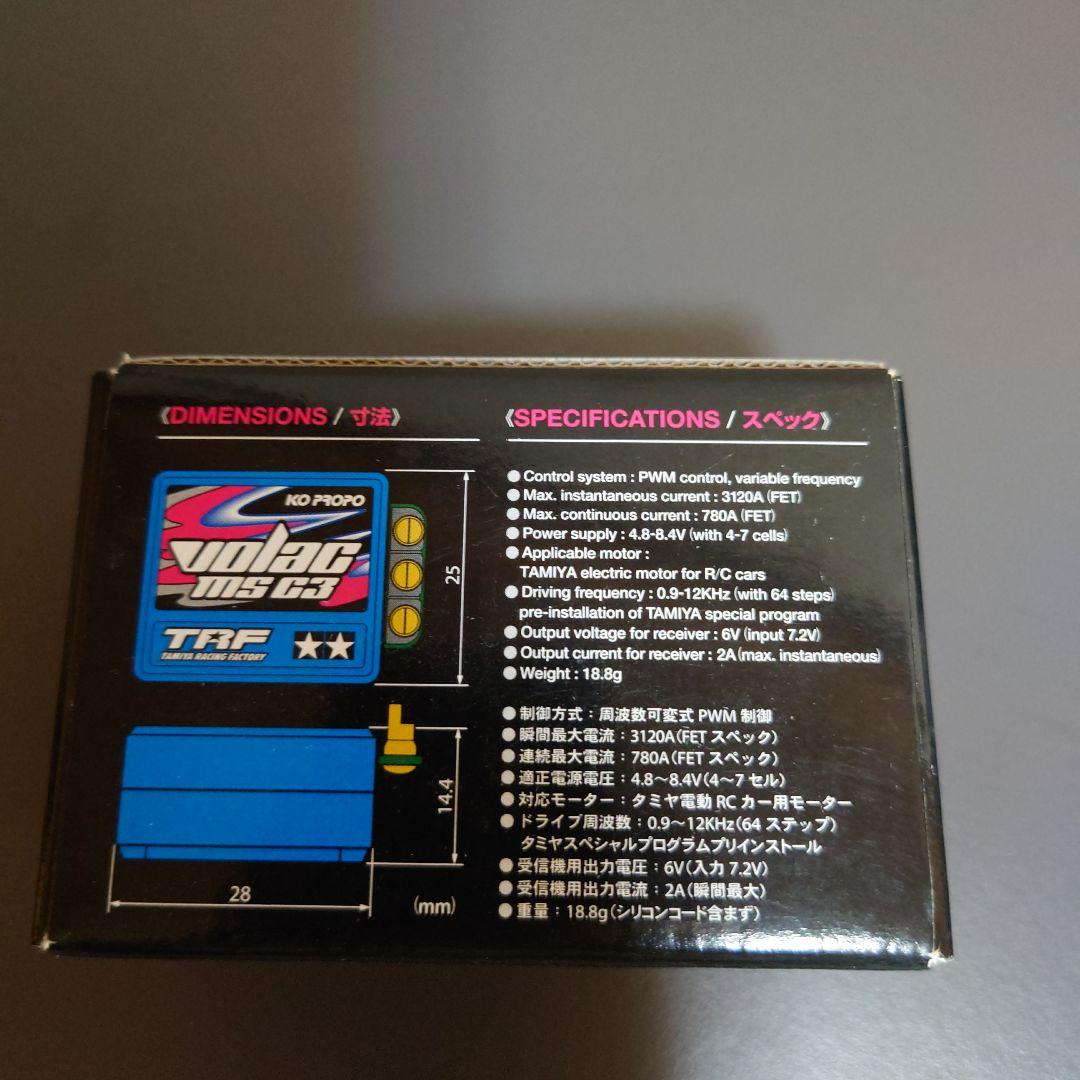 《DIMENSIONS / 寸法》
KO PROPO
VOLAC
MS C3
TRF
TAMIYA RACING FACTORY
25
14.4
28
(mm)
《SPECIFICATIONS / スペック》
● Control system : PWM control, variable frequency
● Max. instantaneous current : 3120A (FET)
● Max. continuous current : 780A (FET)
● Power supply : 4.8-8.4V (with 4-7 cells)
● Applicable motor :
TAMIYA electric motor for R/C cars
● Driving frequency : 0.9-12KHz (with 64 steps)
pre-installation of TAMIYA special program
● Output voltage for receiver : 6V (input 7.2V)
● Output current for receiver : 2A (max. instantaneous)
● Weight : 18.8g
● 制御方式：周波数可変式 PWM 制御
● 瞬間最大電流：3120A(FET スペック)
● 連続最大電流：780A(FET スペック)
● 適正電源電圧：4.8～8.4V(4～7 セル)
● 対応モーター：タミヤ電動 RC カー用モーター
● ドライブ周波数：0.9～12KHz(64 ステップ)
タミヤスペシャルプログラムプリインストール
● 受信機用出力電圧：6V(入力 7.2V)
● 受信機用出力電流：2A(瞬間最大)
● 重量：18.8g(シリコンコード含まず)